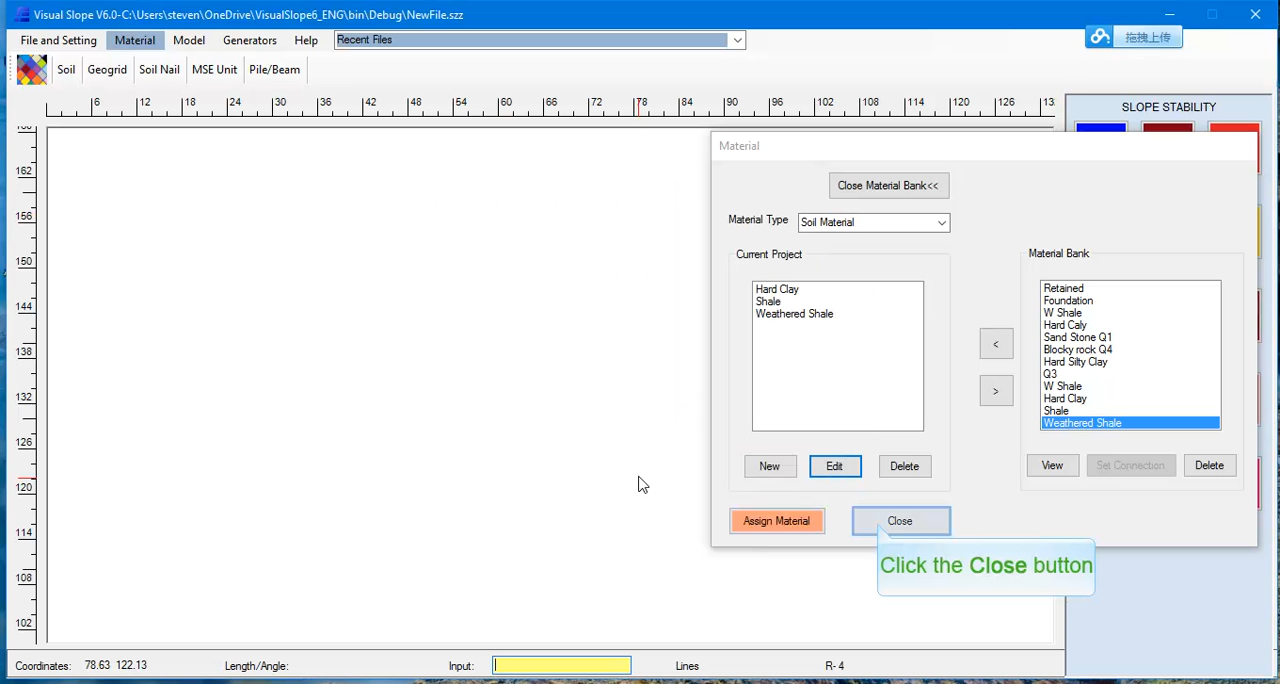 Visual Slope V6.0-C:\Users\steven\OneDrive\VisualSlope6_ENG\bin\Debug\NewFile.szz
File and Setting Material Model Generators Help Recent Files
拖拽上传
Soil Geogrid Soil Nail MSE Unit Pile/Beam
6 12 18 24 30 36 42 48 54 60 66 72 78 84 90 96 102 108 114 120 126
SLOPE STABILITY
162
156
150
144
138
132
126
120
114
108
102
Material
Close Material Bank<<
Material Type Soil Material
Current Project
Hard Clay
Shale
Weathered Shale
Material Bank
Retained
Foundation
W Shale
Hard Caly
Sand Stone Q1
Blocky rock Q4
Hard Silty Clay
Q3
W Shale
Hard Clay
Shale
Weathered Shale
<
>
New Edit Delete
View Set Connection Delete
Assign Material Close
Click the Close button
Coordinates: 78.63 122.13 Length/Angle: Input: Lines R- 4